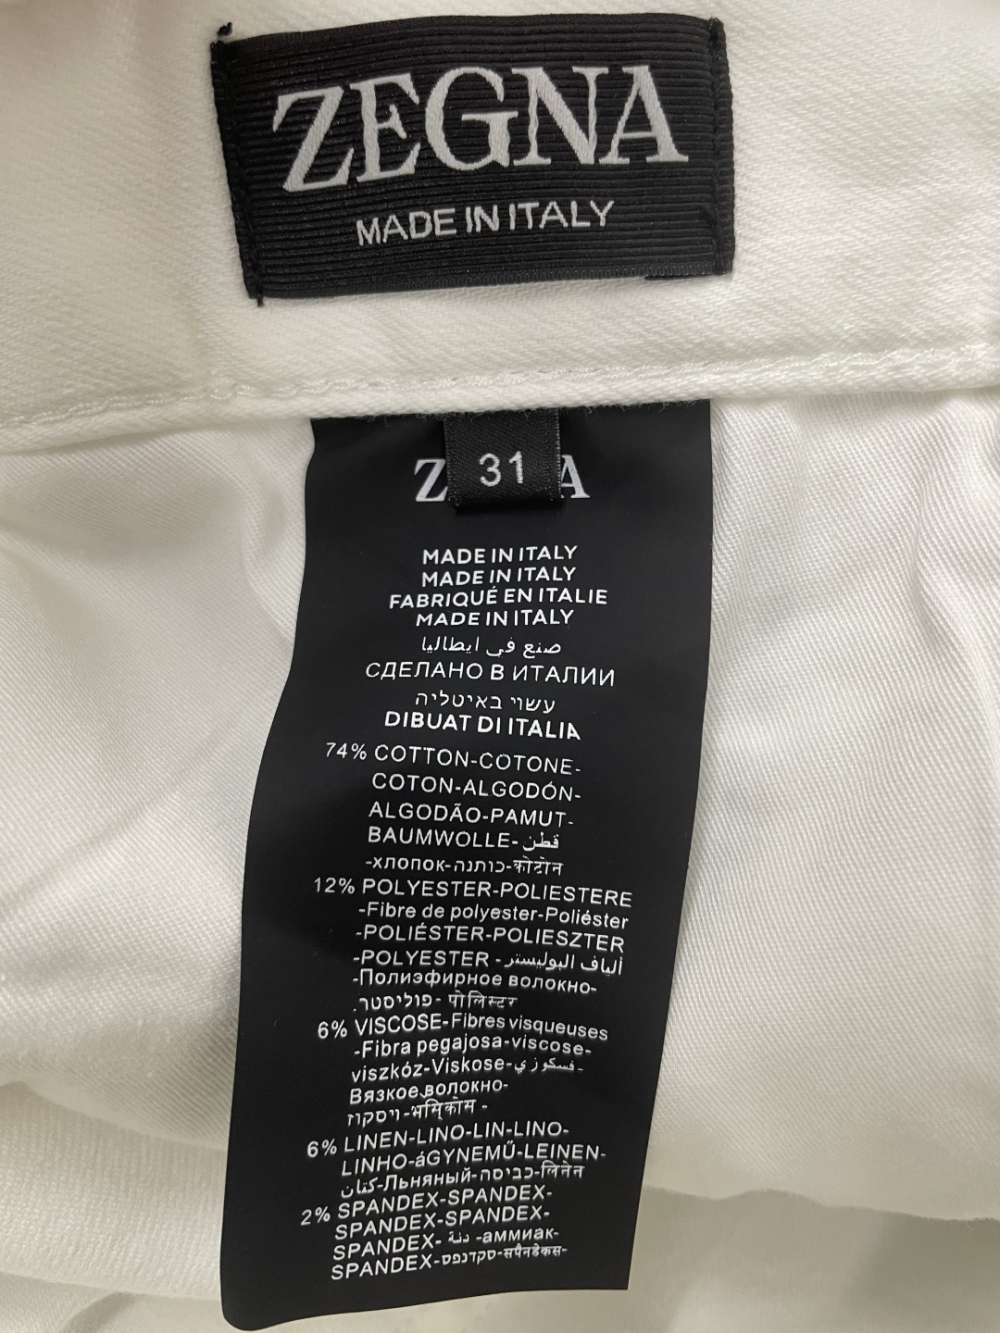 ZEGNA
MADE IN ITALY
31
MADE IN ITALY
MADE IN ITALY
FABRIQUÉ EN ITALIE
MADE IN ITALY
صنع في ايطاليا
СДЕЛАНО В ИТАЛИИ
עשוי באיטליה
DIBUAT DI ITALIA
74% COTTON-COTONE-
COTON-ALGODÓN-
ALGODÃO-PAMUT-
BAUMWOLLE-قطن
-хлопок-כותנה-कोटोन
12% POLYESTER-POLIESTERE
-Fibre de polyester-Poliéster
-POLIÉSTER-POLIESZTER
-POLYESTER-ألياف البوليستر
-Полиэфирное волокно-
פוליסטר.-पोलिस्टर
6% VISCOSE-Fibres visqueuses
-Fibra pegajosa-viscose-
viszkóz-Viskose-فسكوزي-
Вязкое волокно-
ויסקוז-
6% LINEN-LINO-LIN-LINO-
LINHO-áGYNEMŰ-LEINEN-
كتان-Льняный-כביסה-लिनेन
2% SPANDEX-SPANDEX-
SPANDEX-SPANDEX-
SPANDEX- -аммиак-
SPANDEX-סקדנפס-सपैनडेकस-